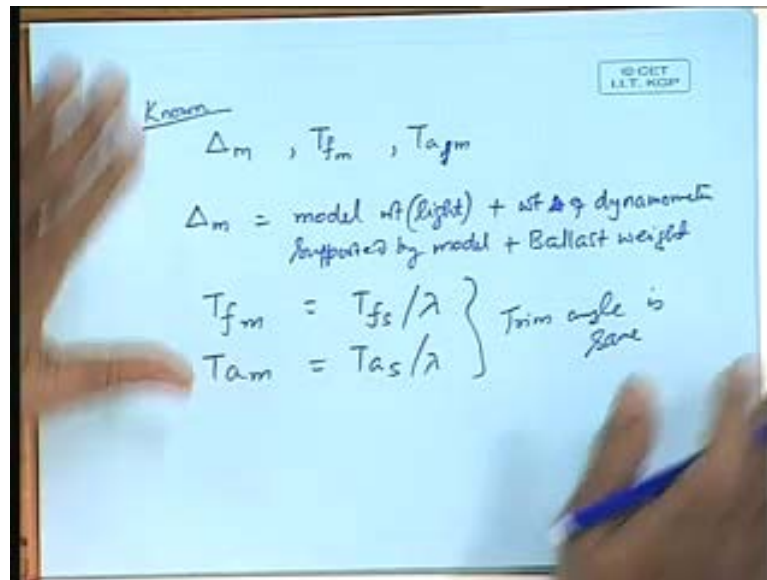 © CET
I.I.T. KGP
Known
Δm , Tfm , Tam
Δm = model wt (light) + wt of dynamometer
supported by model + Ballast weight
Tfm = Tfs/λ
Tam = Tas/λ
Trim angle is
same